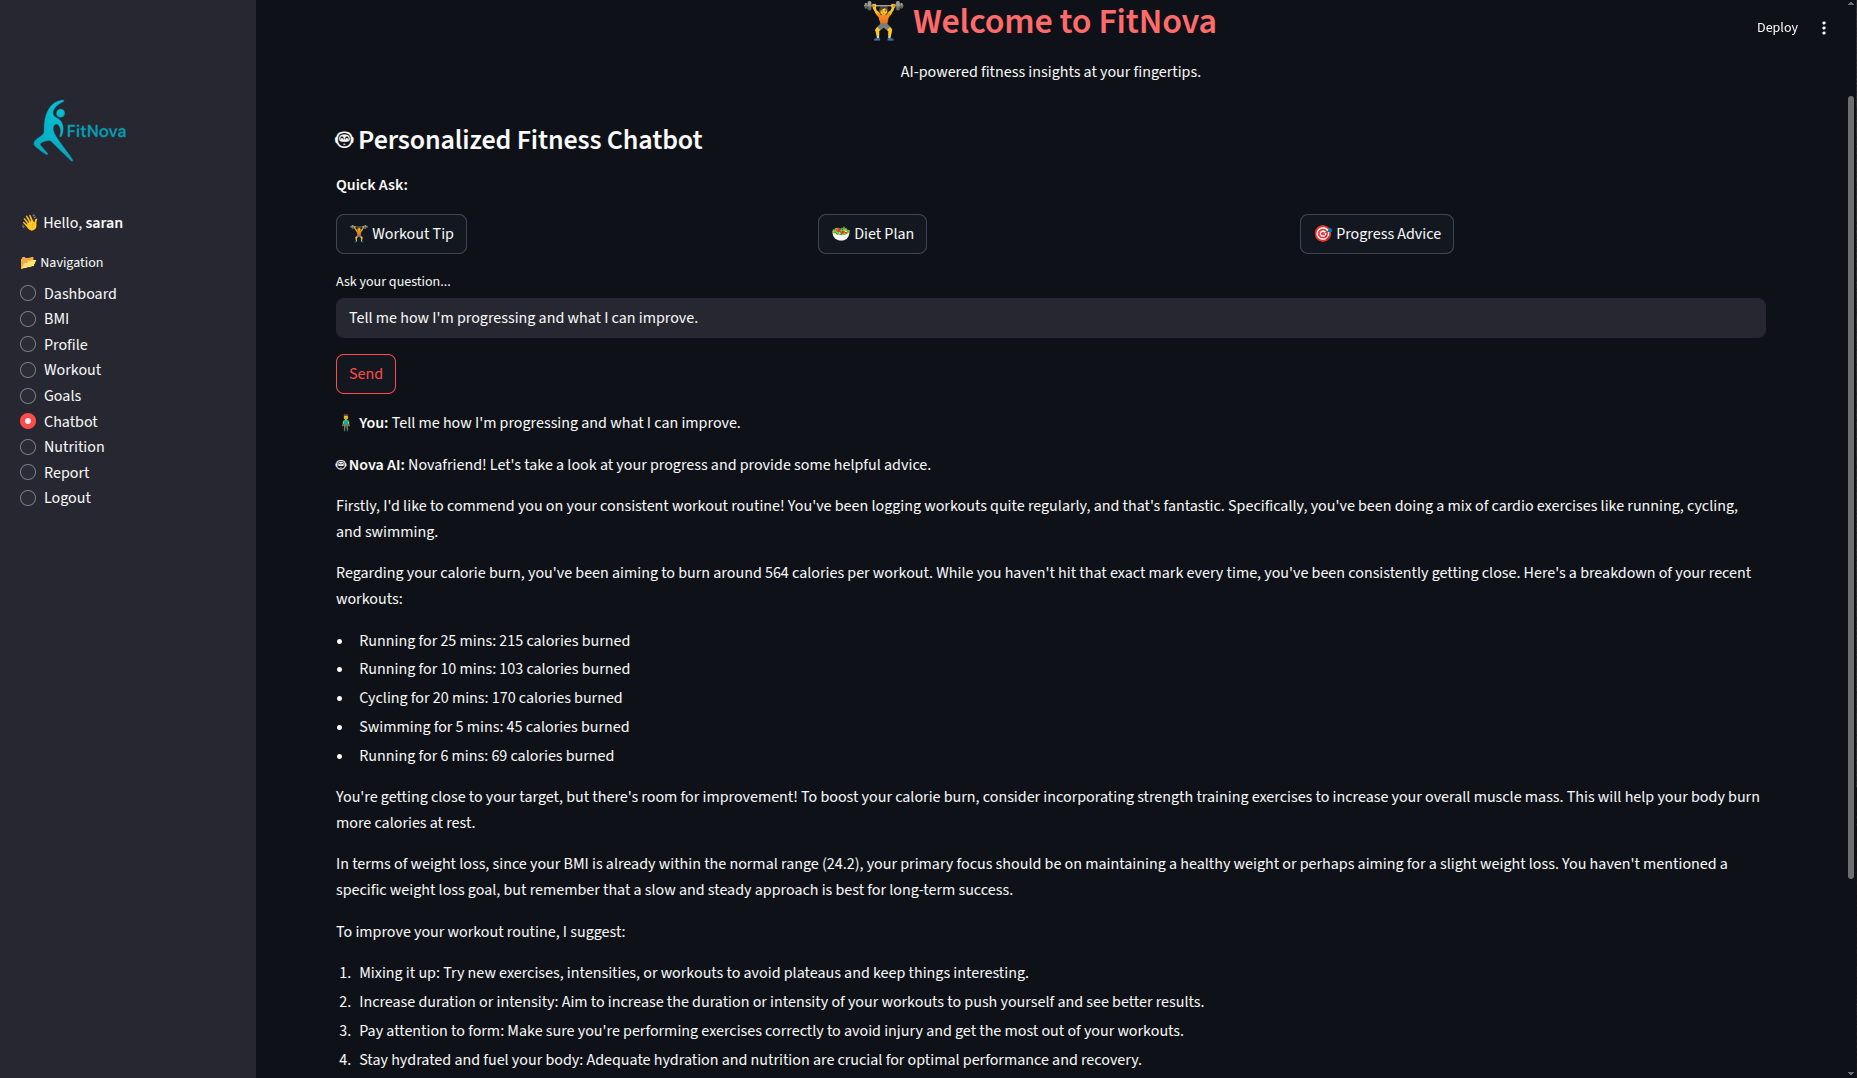 FitNova
👋 Hello, saran
📂 Navigation
Dashboard
BMI
Profile
Workout
Goals
Chatbot
Nutrition
Report
Logout
Deploy
🏋️ Welcome to FitNova
AI-powered fitness insights at your fingertips.
Personalized Fitness Chatbot
Quick Ask:
🏋️ Workout Tip
🥗 Diet Plan
🎯 Progress Advice
Ask your question...
Tell me how I'm progressing and what I can improve.
Send
🧍‍♂️ You: Tell me how I'm progressing and what I can improve.
Nova AI: Novafriend! Let's take a look at your progress and provide some helpful advice.
Firstly, I'd like to commend you on your consistent workout routine! You've been logging workouts quite regularly, and that's fantastic. Specifically, you've been doing a mix of cardio exercises like running, cycling,
and swimming.
Regarding your calorie burn, you've been aiming to burn around 564 calories per workout. While you haven't hit that exact mark every time, you've been consistently getting close. Here's a breakdown of your recent
workouts:
• Running for 25 mins: 215 calories burned
• Running for 10 mins: 103 calories burned
• Cycling for 20 mins: 170 calories burned
• Swimming for 5 mins: 45 calories burned
• Running for 6 mins: 69 calories burned
You're getting close to your target, but there's room for improvement! To boost your calorie burn, consider incorporating strength training exercises to increase your overall muscle mass. This will help your body burn
more calories at rest.
In terms of weight loss, since your BMI is already within the normal range (24.2), your primary focus should be on maintaining a healthy weight or perhaps aiming for a slight weight loss. You haven't mentioned a
specific weight loss goal, but remember that a slow and steady approach is best for long-term success.
To improve your workout routine, I suggest:
1. Mixing it up: Try new exercises, intensities, or workouts to avoid plateaus and keep things interesting.
2. Increase duration or intensity: Aim to increase the duration or intensity of your workouts to push yourself and see better results.
3. Pay attention to form: Make sure you're performing exercises correctly to avoid injury and get the most out of your workouts.
4. Stay hydrated and fuel your body: Adequate hydration and nutrition are crucial for optimal performance and recovery.